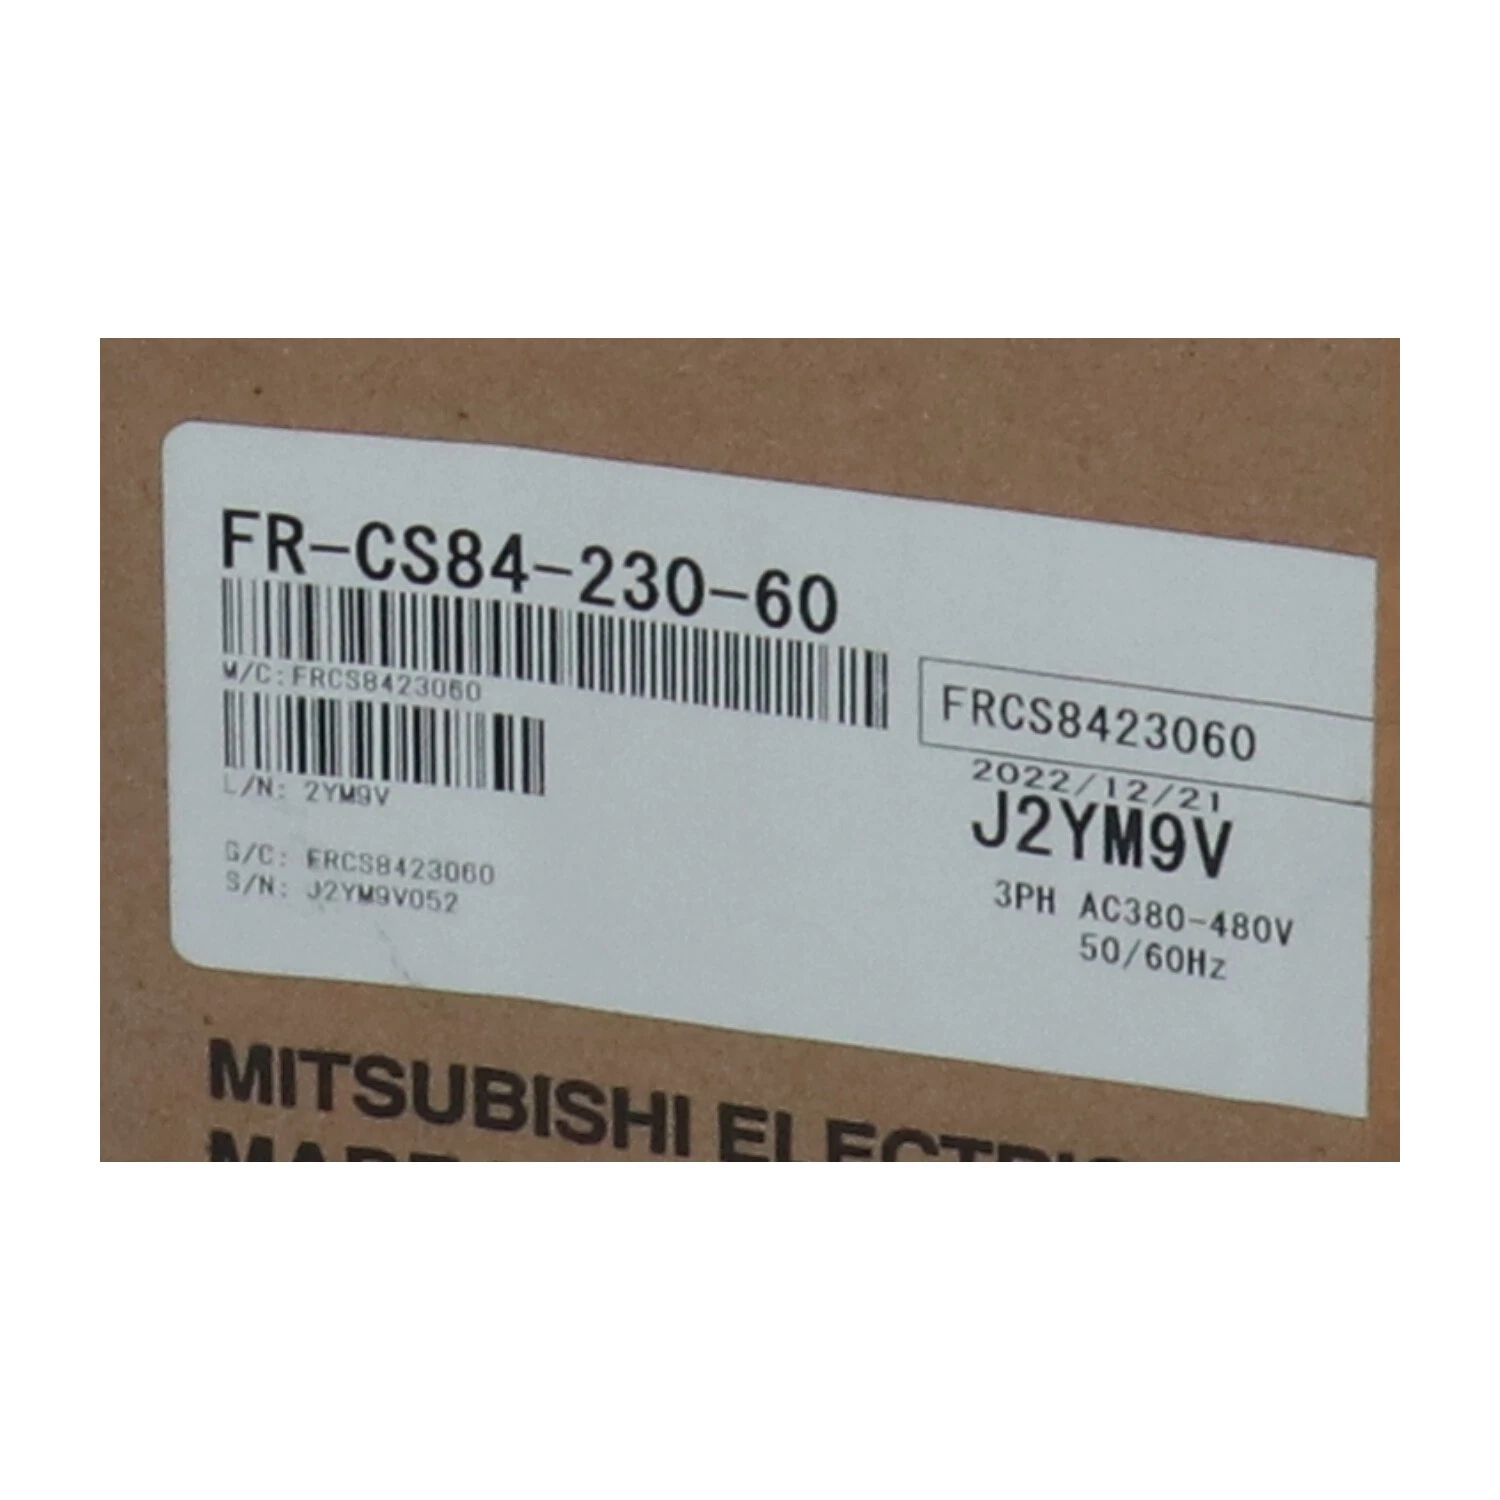 FR-CS84-230-60
M/C:FRCS8423060
L/N: 2YM9V
G/C: FRCS8423060
S/N: J2YM9V052
FRCS8423060
2022/12/21
J2YM9V
3PH AC380-480V
50/60Hz
MITSUBISHI ELECTRIC